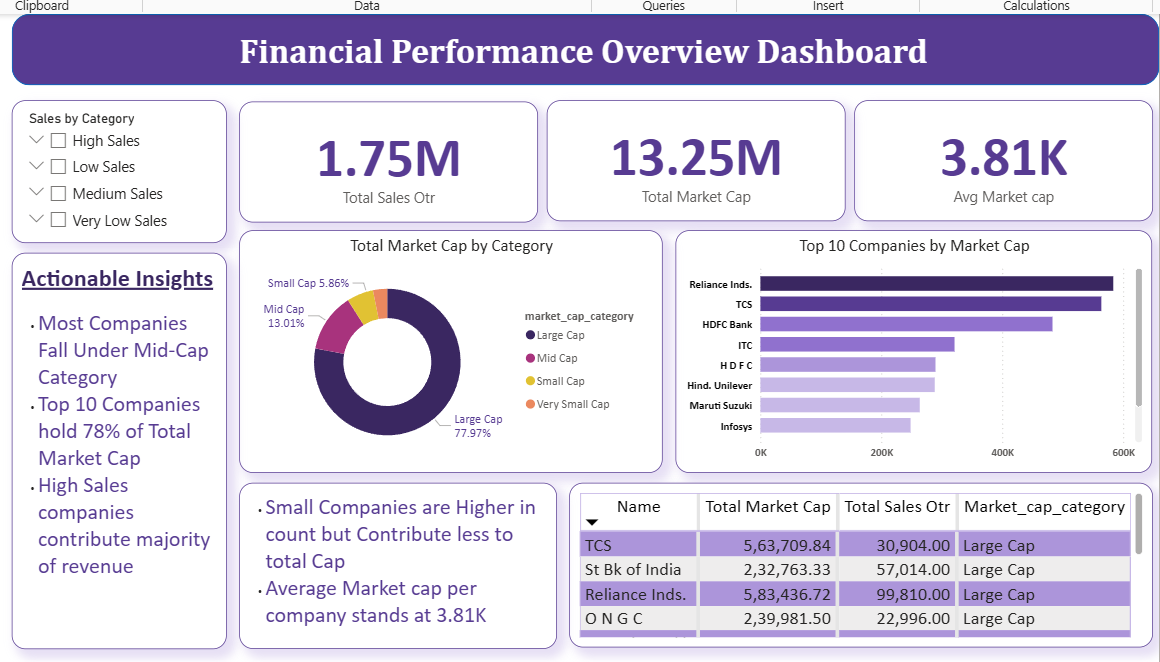 Clipboard
Data
Queries
Insert
Calculations
Financial Performance Overview Dashboard
Sales by Category
High Sales
Low Sales
Medium Sales
Very Low Sales
1.75M
Total Sales Otr
13.25M
Total Market Cap
3.81K
Avg Market cap
Actionable Insights
. Most Companies
Fall Under Mid-Cap
Category
. Top 10 Companies
hold 78% of Total
Market Cap
. High Sales
companies
contribute majority
of revenue
Total Market Cap by Category
Small Cap 5.86%
Mid Cap
13.01%
Large Cap
77.97%
market_cap_category
Large Cap
Mid Cap
Small Cap
Very Small Cap
Top 10 Companies by Market Cap
Reliance Inds.
TCS
HDFC Bank
ITC
H D F C
Hind. Unilever
Maruti Suzuki
Infosys
0K 200K 400K 600K
. Small Companies are Higher in
count but Contribute less to
total Cap
. Average Market cap per
company stands at 3.81K
Name Total Market Cap Total Sales Otr Market_cap_category
TCS 5,63,709.84 30,904.00 Large Cap
St Bk of India 2,32,763.33 57,014.00 Large Cap
Reliance Inds. 5,83,436.72 99,810.00 Large Cap
O N G C 2,39,981.50 22,996.00 Large Cap